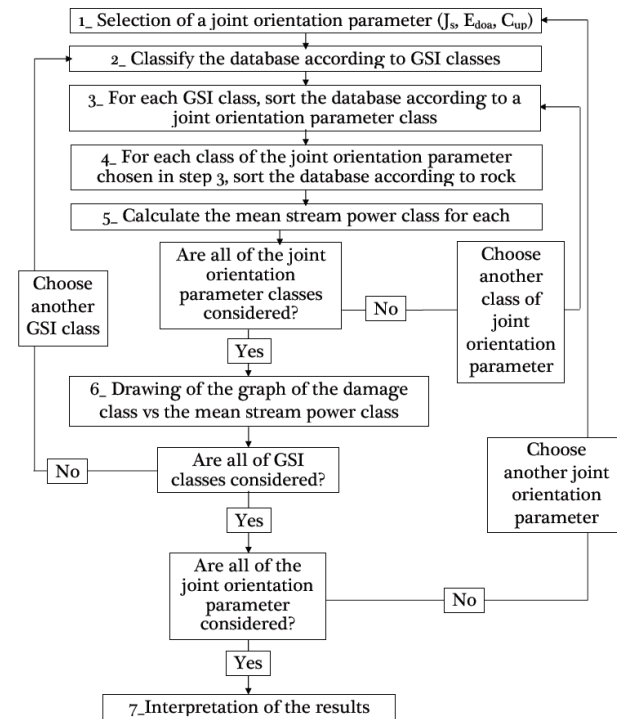 1_ Selection of a joint orientation parameter (Js, Edoa, Cup)
2_ Classify the database according to GSI classes
3_ For each GSI class, sort the database according to a
joint orientation parameter class
4_ For each class of the joint orientation parameter
chosen in step 3, sort the database according to rock
5_ Calculate the mean stream power class for each
Are all of the joint
orientation
parameter classes
considered?
No
Choose
another
class of
joint
orientation
parameter
Choose
another
GSI class
Yes
6_ Drawing of the graph of the damage
class vs the mean stream power class
Are all of GSI
classes considered?
No
Choose
another joint
orientation
parameter
Yes
Are all of the
joint orientation
parameter
considered?
No
Yes
7_Interpretation of the results